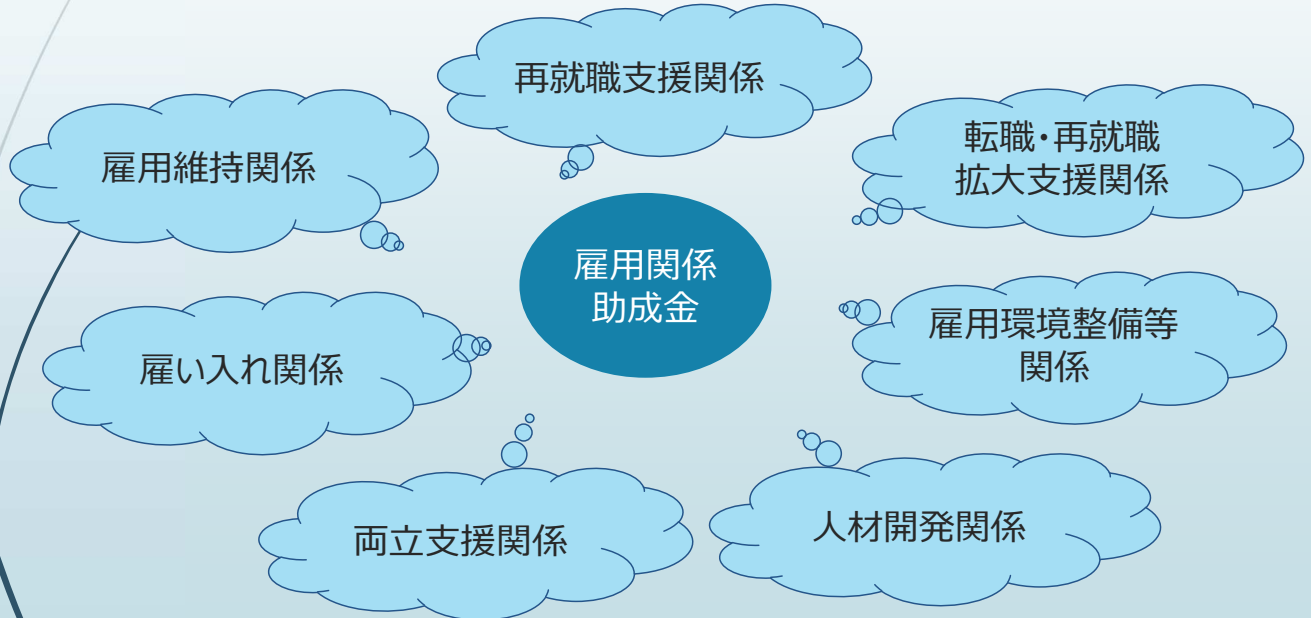 再就職支援関係
雇用維持関係
転職・再就職
拡大支援関係
雇用関係
助成金
雇い入れ関係
雇用環境整備等
関係
両立支援関係
人材開発関係